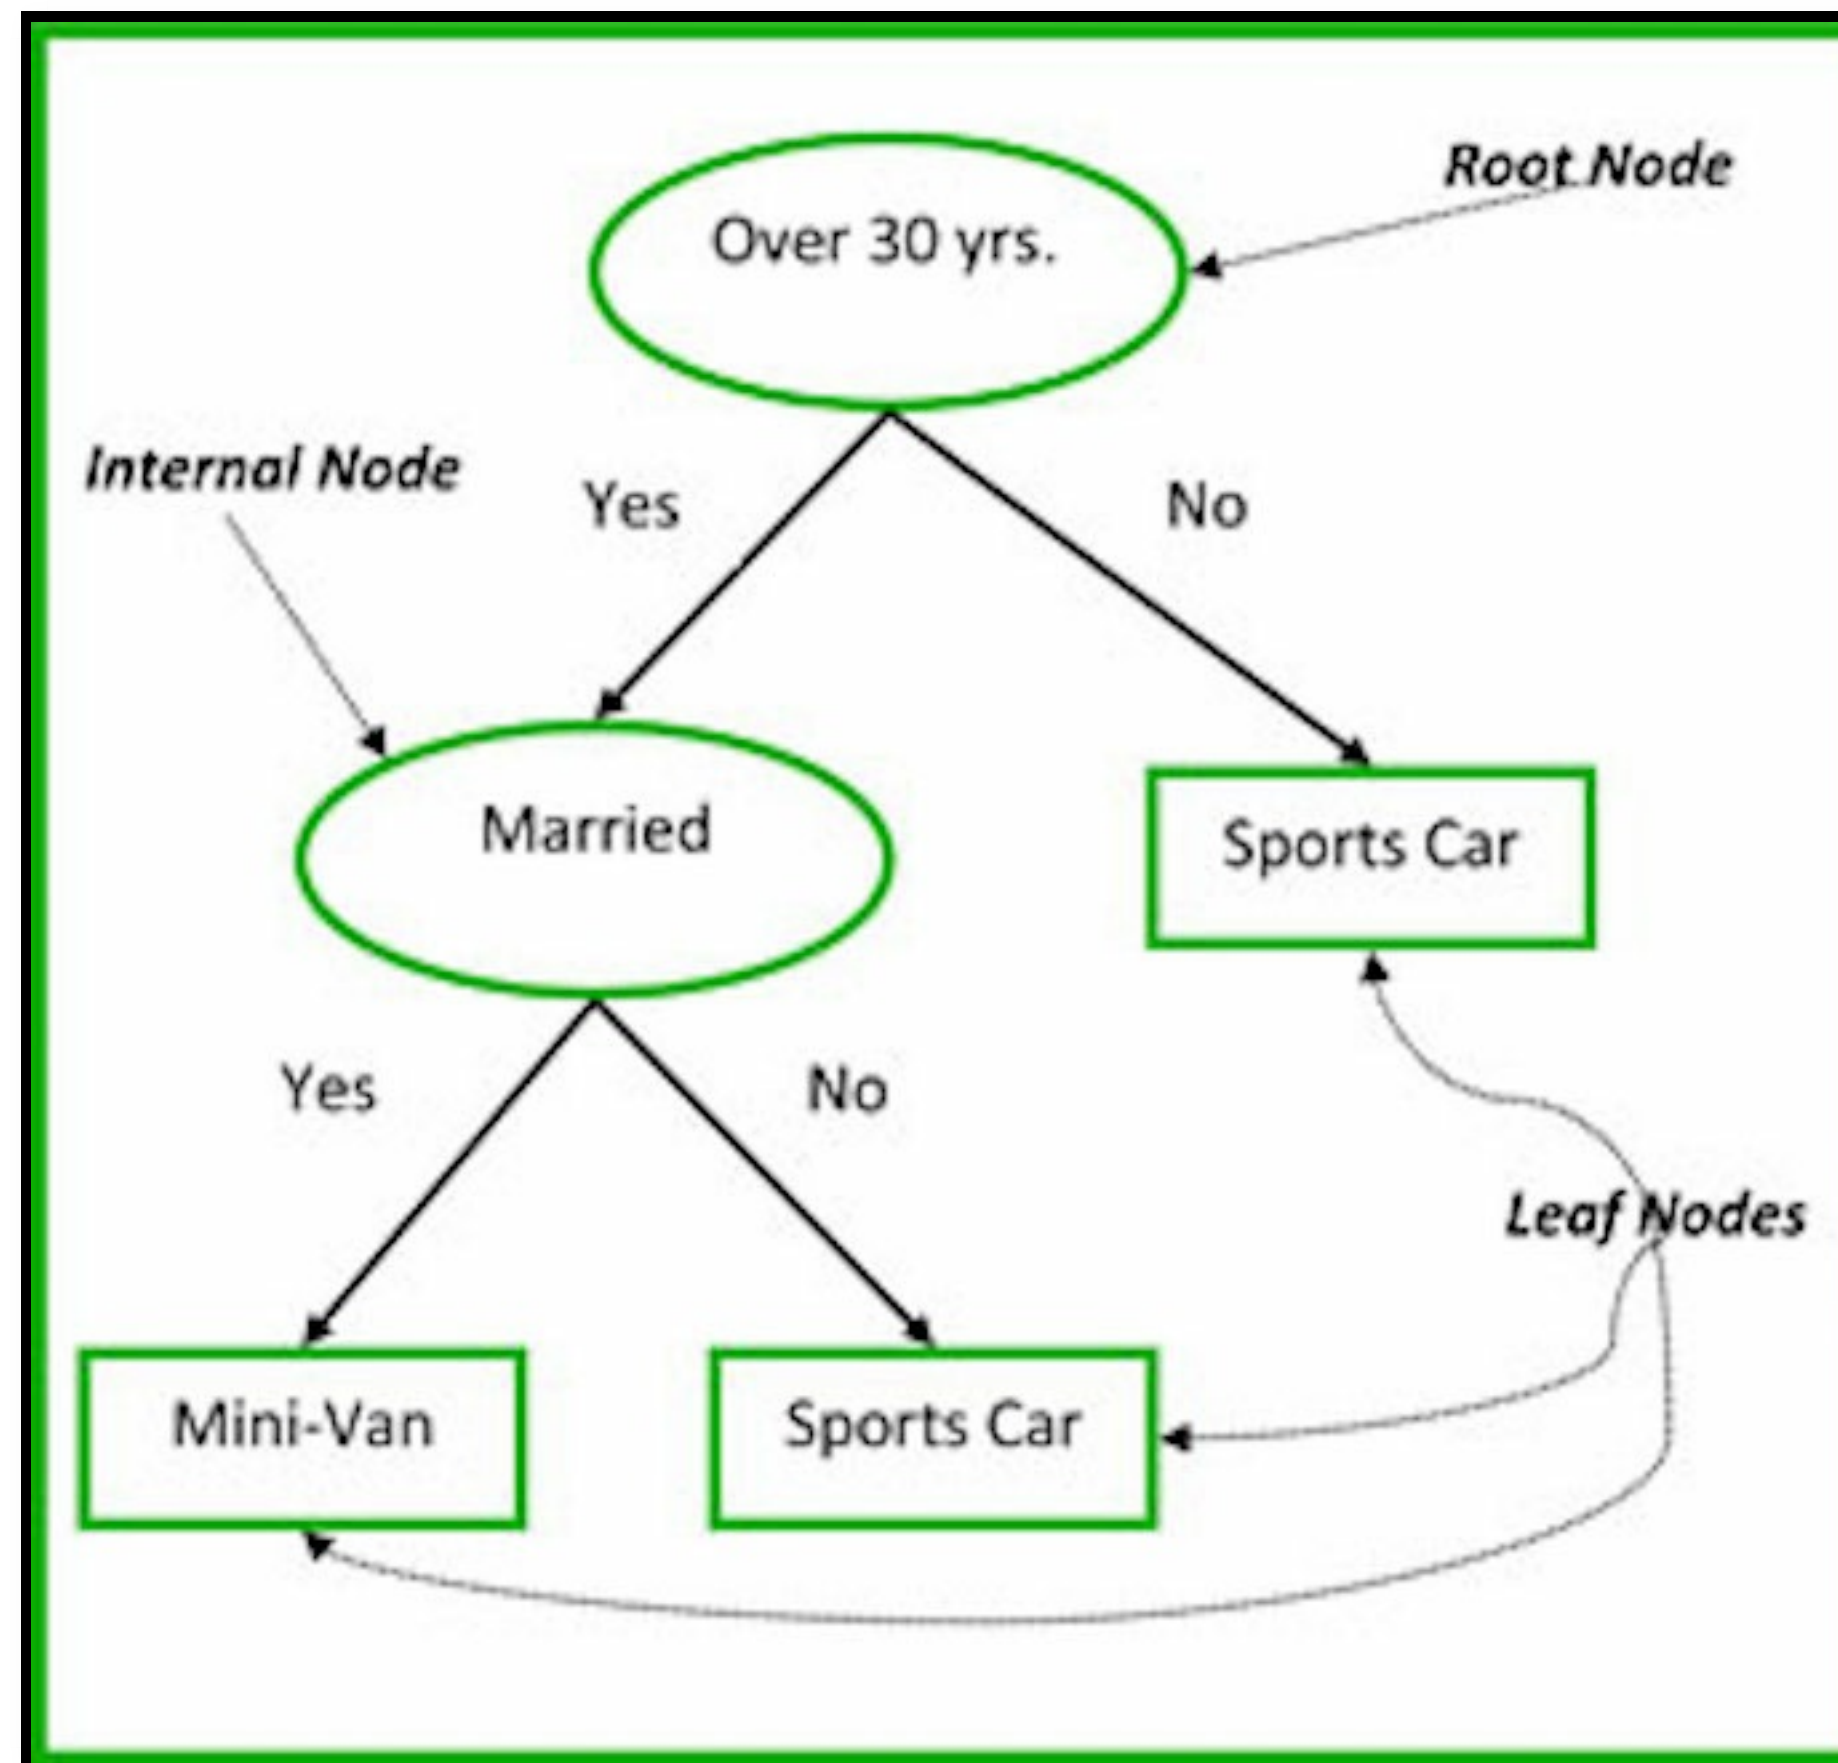 Root Node
Over 30 yrs.
Internal Node
Yes
No
Married
Sports Car
Yes
No
Leaf Nodes
Mini-Van
Sports Car